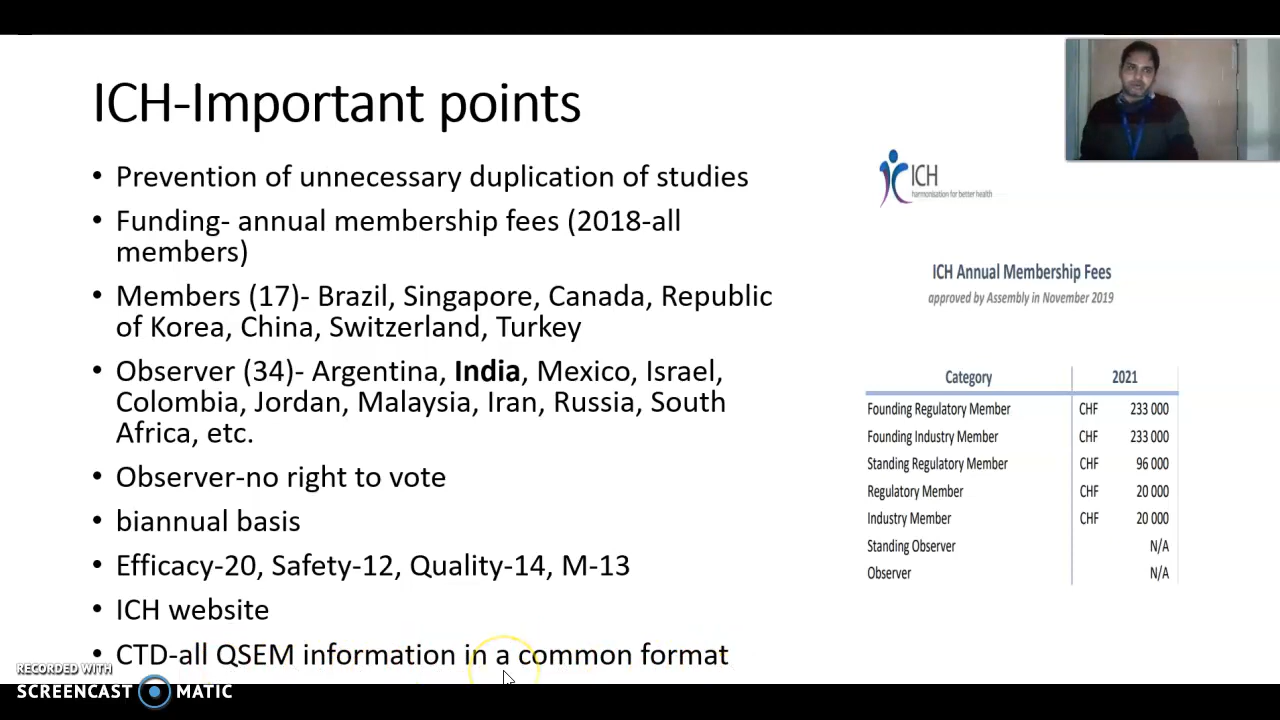 ICH-Important points
• Prevention of unnecessary duplication of studies
• Funding- annual membership fees (2018-all
members)
• Members (17)- Brazil, Singapore, Canada, Republic
of Korea, China, Switzerland, Turkey
• Observer (34)- Argentina, India, Mexico, Israel,
Colombia, Jordan, Malaysia, Iran, Russia, South
Africa, etc.
• Observer-no right to vote
• biannual basis
• Efficacy-20, Safety-12, Quality-14, M-13
• ICH website
• CTD-all QSEM information in a common format
ICH
harmonisation for better health
ICH Annual Membership Fees
approved by Assembly in November 2019
Category 2021
Founding Regulatory Member CHF 233 000
Founding Industry Member CHF 233 000
Standing Regulatory Member CHF 96 000
Regulatory Member CHF 20 000
Industry Member CHF 20 000
Standing Observer N/A
Observer N/A
RECORDED WITH
SCREENCAST MATIC